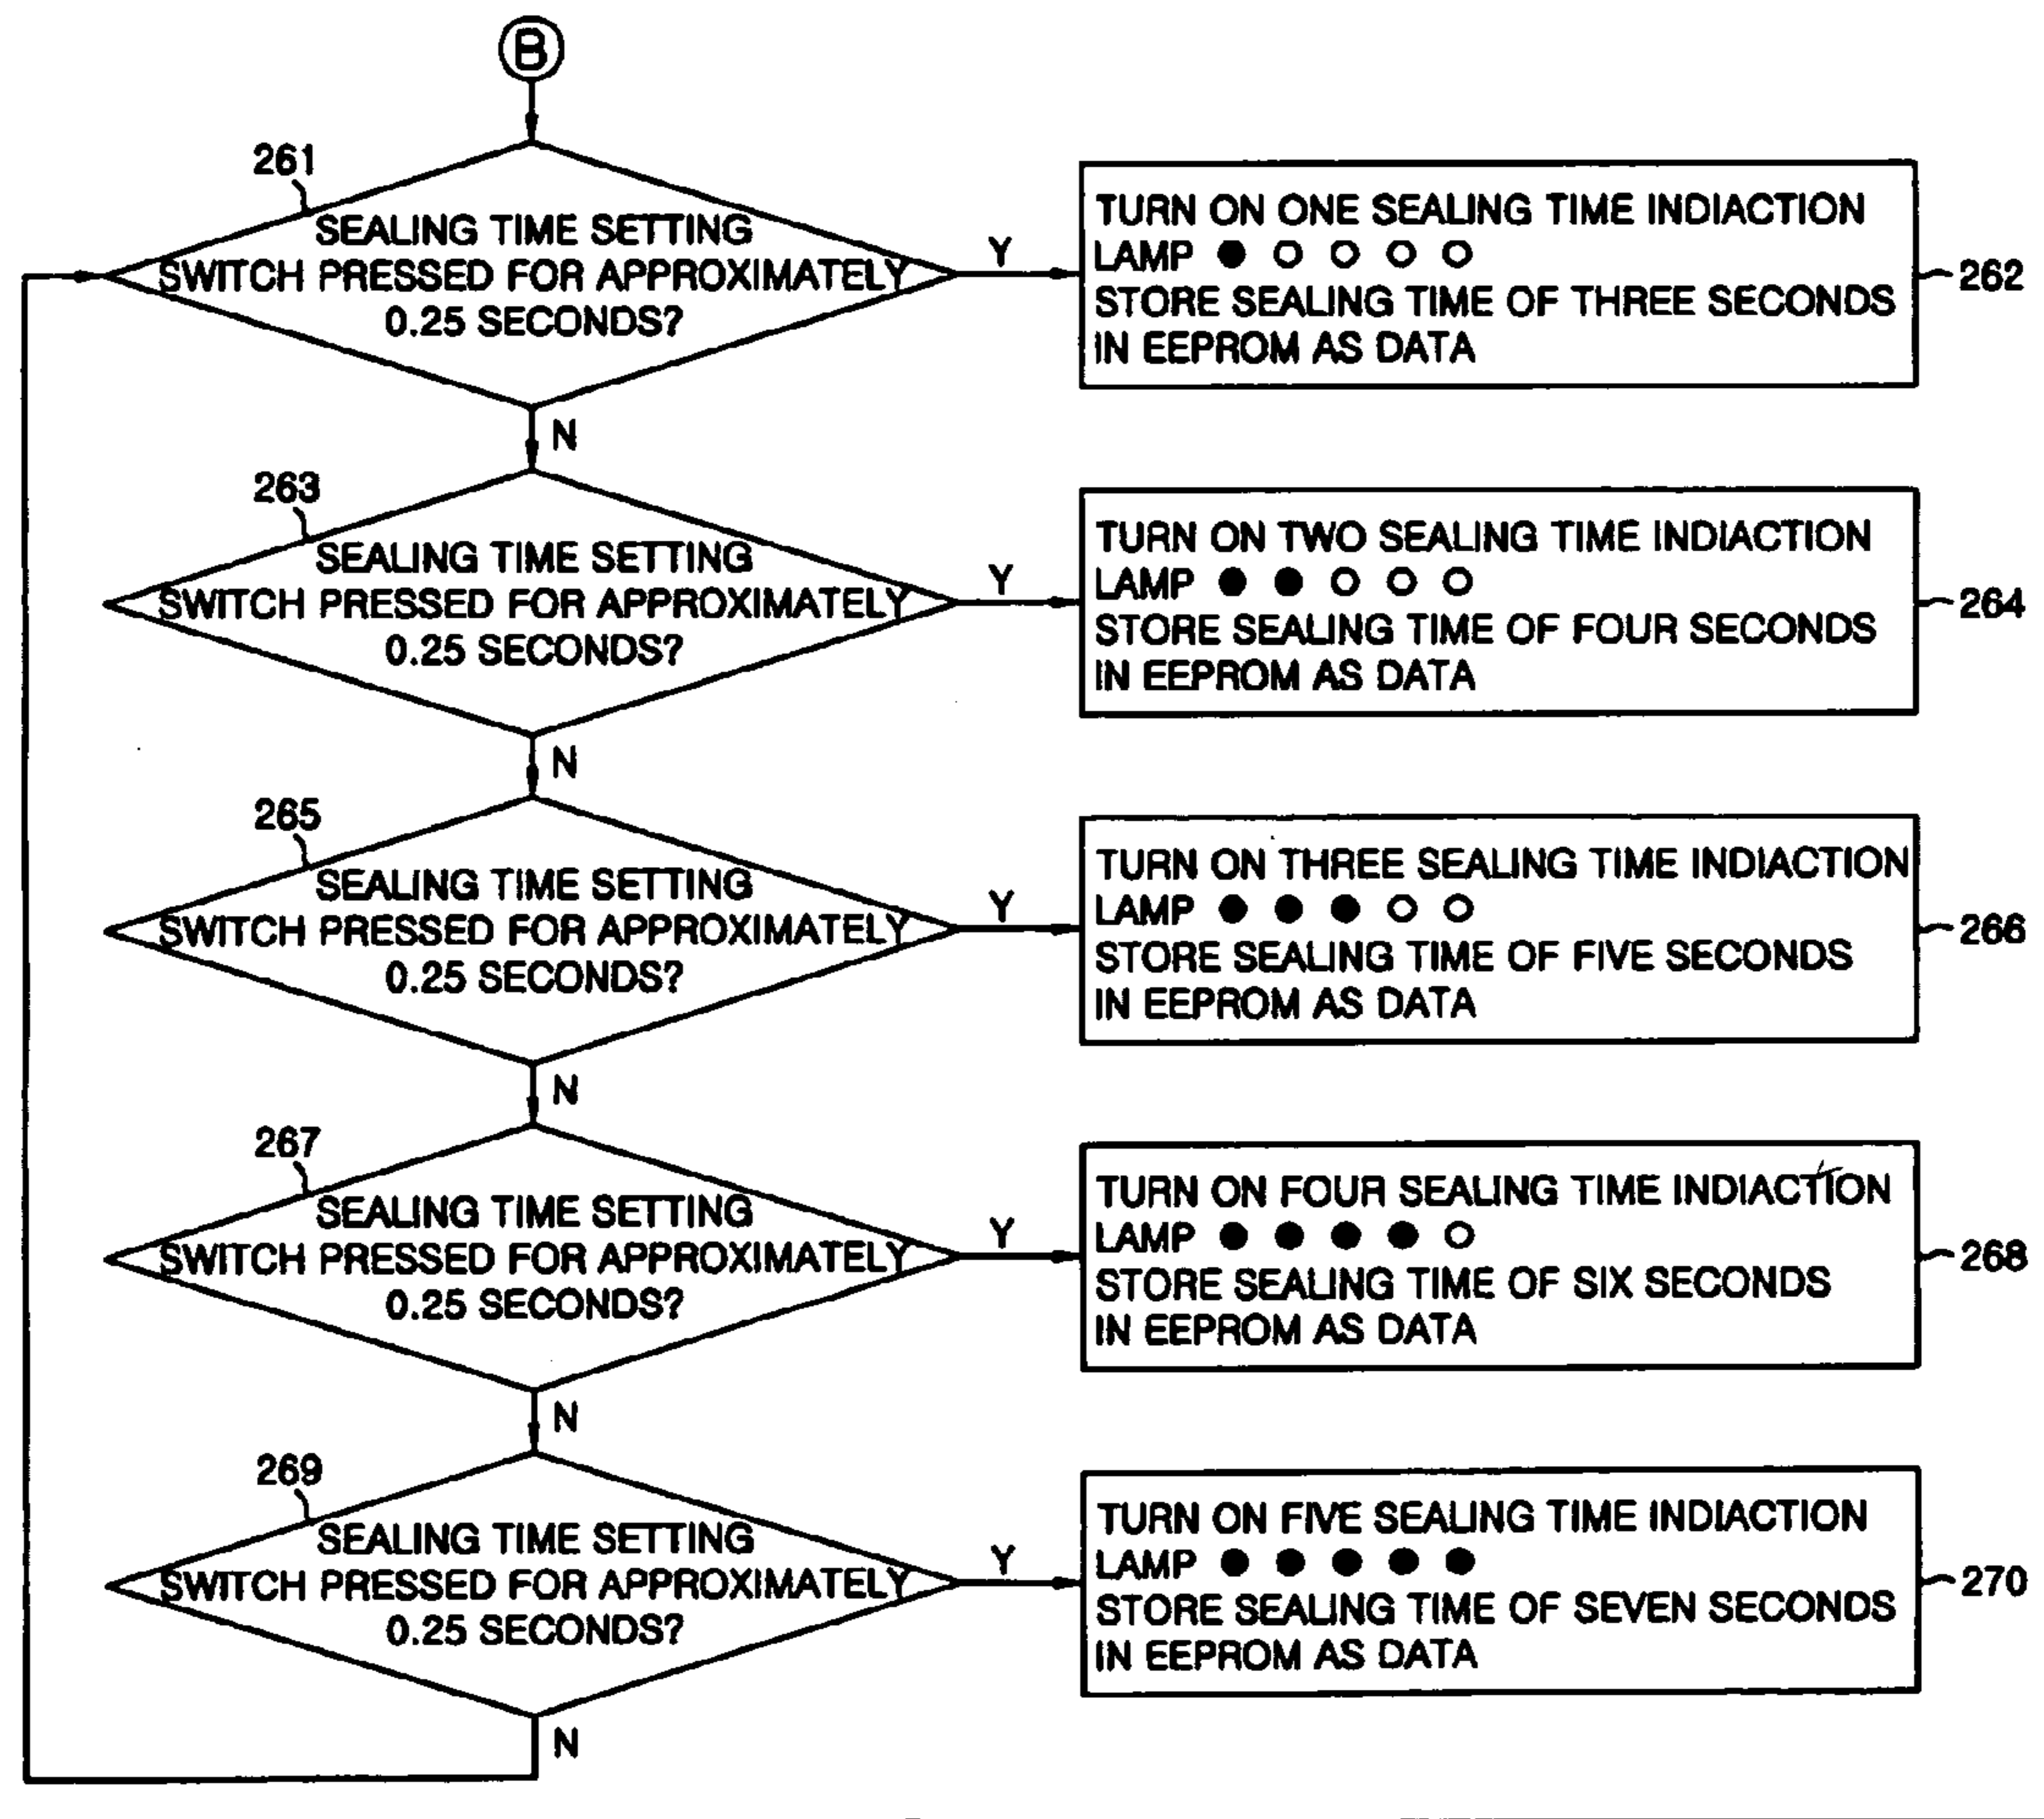 B
261
SEALING TIME SETTING
SWITCH PRESSED FOR APPROXIMATELY
0.25 SECONDS?
Y
TURN ON ONE SEALING TIME INDIACTION
LAMP ● ○ ○ ○ ○
STORE SEALING TIME OF THREE SECONDS
IN EEPROM AS DATA
262
N
263
SEALING TIME SETTING
SWITCH PRESSED FOR APPROXIMATELY
0.25 SECONDS?
Y
TURN ON TWO SEALING TIME INDIACTION
LAMP ● ● ○ ○ ○
STORE SEALING TIME OF FOUR SECONDS
IN EEPROM AS DATA
264
N
265
SEALING TIME SETTING
SWITCH PRESSED FOR APPROXIMATELY
0.25 SECONDS?
Y
TURN ON THREE SEALING TIME INDIACTION
LAMP ● ● ● ○ ○
STORE SEALING TIME OF FIVE SECONDS
IN EEPROM AS DATA
266
N
267
SEALING TIME SETTING
SWITCH PRESSED FOR APPROXIMATELY
0.25 SECONDS?
Y
TURN ON FOUR SEALING TIME INDIACTION
LAMP ● ● ● ● ○
STORE SEALING TIME OF SIX SECONDS
IN EEPROM AS DATA
268
N
269
SEALING TIME SETTING
SWITCH PRESSED FOR APPROXIMATELY
0.25 SECONDS?
Y
TURN ON FIVE SEALING TIME INDIACTION
LAMP ● ● ● ● ●
STORE SEALING TIME OF SEVEN SECONDS
IN EEPROM AS DATA
270
N